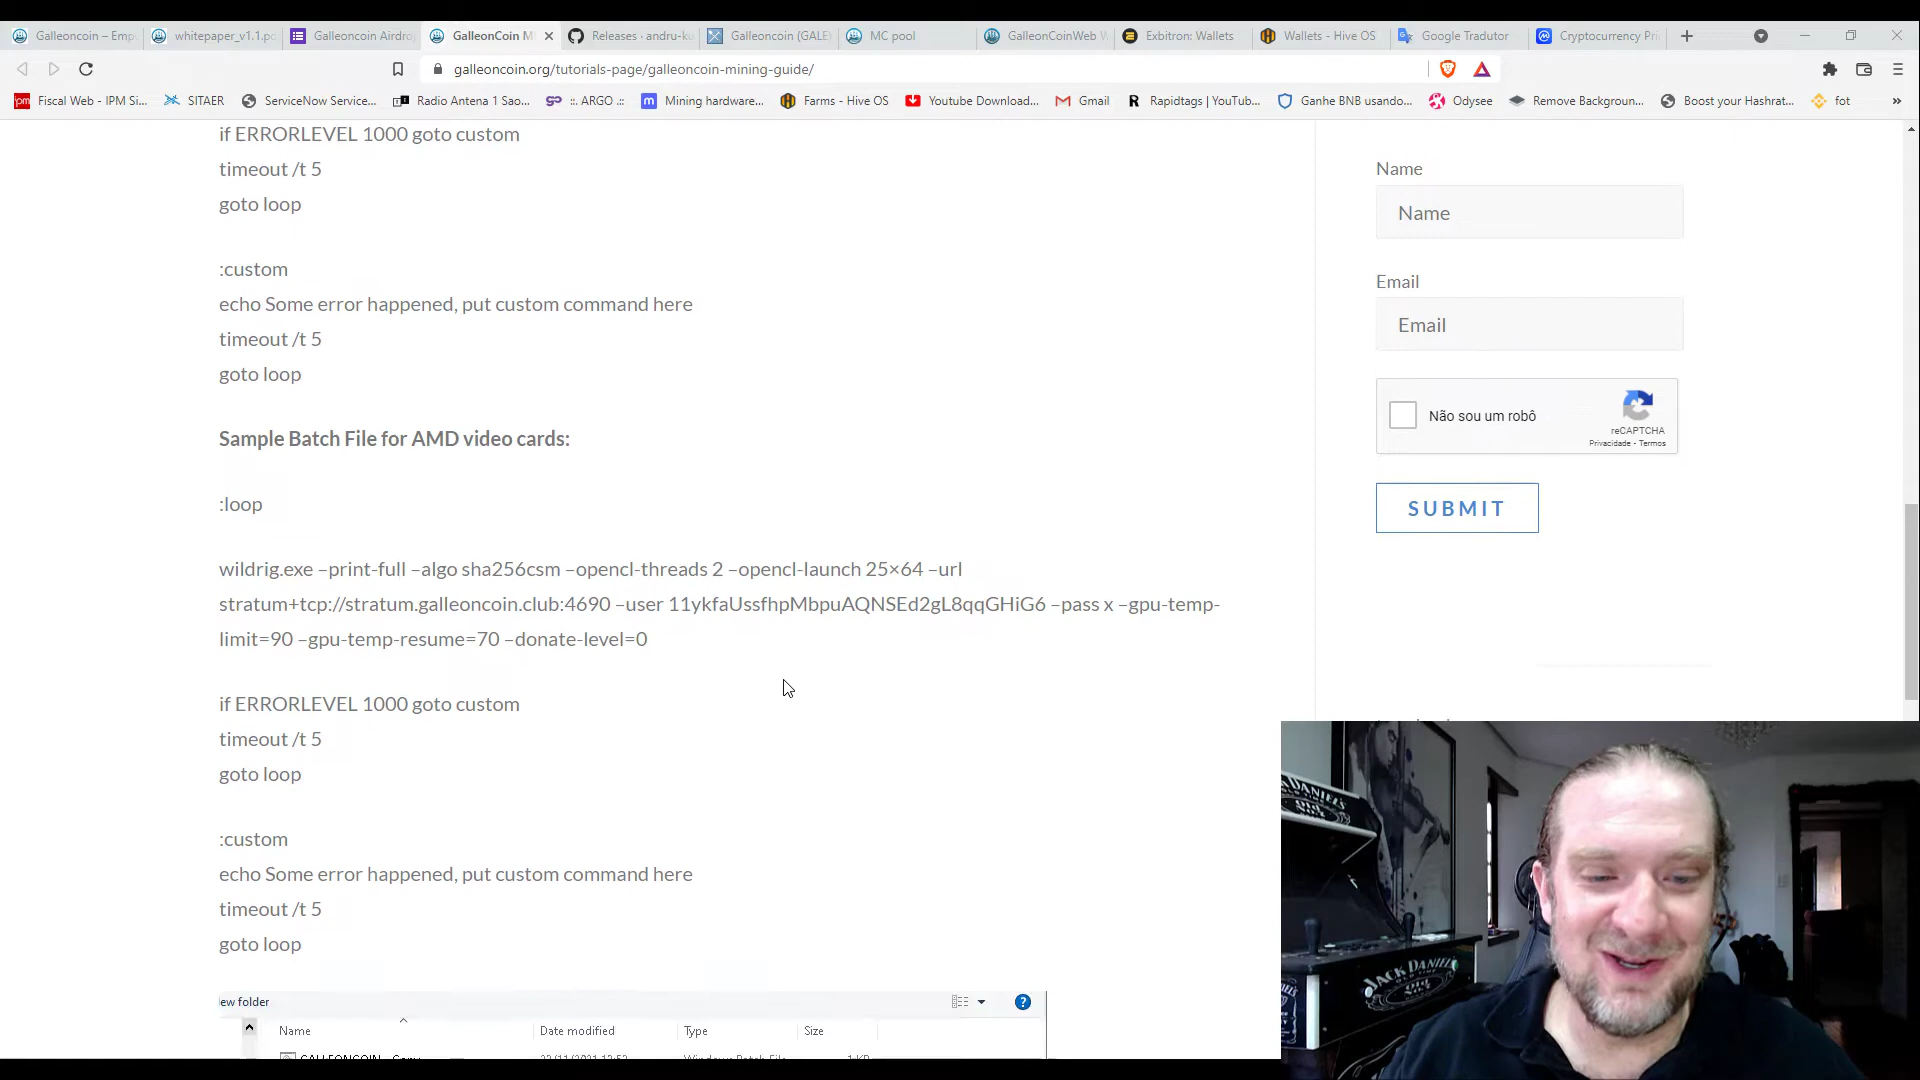 Galleoncoin – Emp
whitepaper_v1.1.pd
Galleoncoin Airdro
GalleonCoin M
Releases · andru-ku
Galleoncoin (GALE
MC pool
GalleonCoinWeb W
Exbitron: Wallets
Wallets - Hive OS
Google Tradutor
Cryptocurrency Pri
galleoncoin.org/tutorials-page/galleoncoin-mining-guide/
Fiscal Web - IPM Si...
SITAER
ServiceNow Service...
Radio Antena 1 Sao...
::. ARGO .::
Mining hardware...
Farms - Hive OS
Youtube Download...
Gmail
Rapidtags | YouTub...
Ganhe BNB usando...
Odysee
Remove Backgroun...
Boost your Hashrat...
fot
if ERRORLEVEL 1000 goto custom
timeout /t 5
goto loop
:custom
echo Some error happened, put custom command here
timeout /t 5
goto loop
Sample Batch File for AMD video cards:
:loop
wildrig.exe –print-full –algo sha256csm –opencl-threads 2 –opencl-launch 25×64 –url
stratum+tcp://stratum.galleoncoin.club:4690 –user 11ykfaUssfhpMbpuAQNSEd2gL8qqGHiG6 –pass x –gpu-temp-
limit=90 –gpu-temp-resume=70 –donate-level=0
if ERRORLEVEL 1000 goto custom
timeout /t 5
goto loop
:custom
echo Some error happened, put custom command here
timeout /t 5
goto loop
ew folder
Name
Date modified
Type
Size
Name
Name
Email
Email
Não sou um robô
reCAPTCHA
Privacidade - Termos
SUBMIT
JACK DANIEL'S